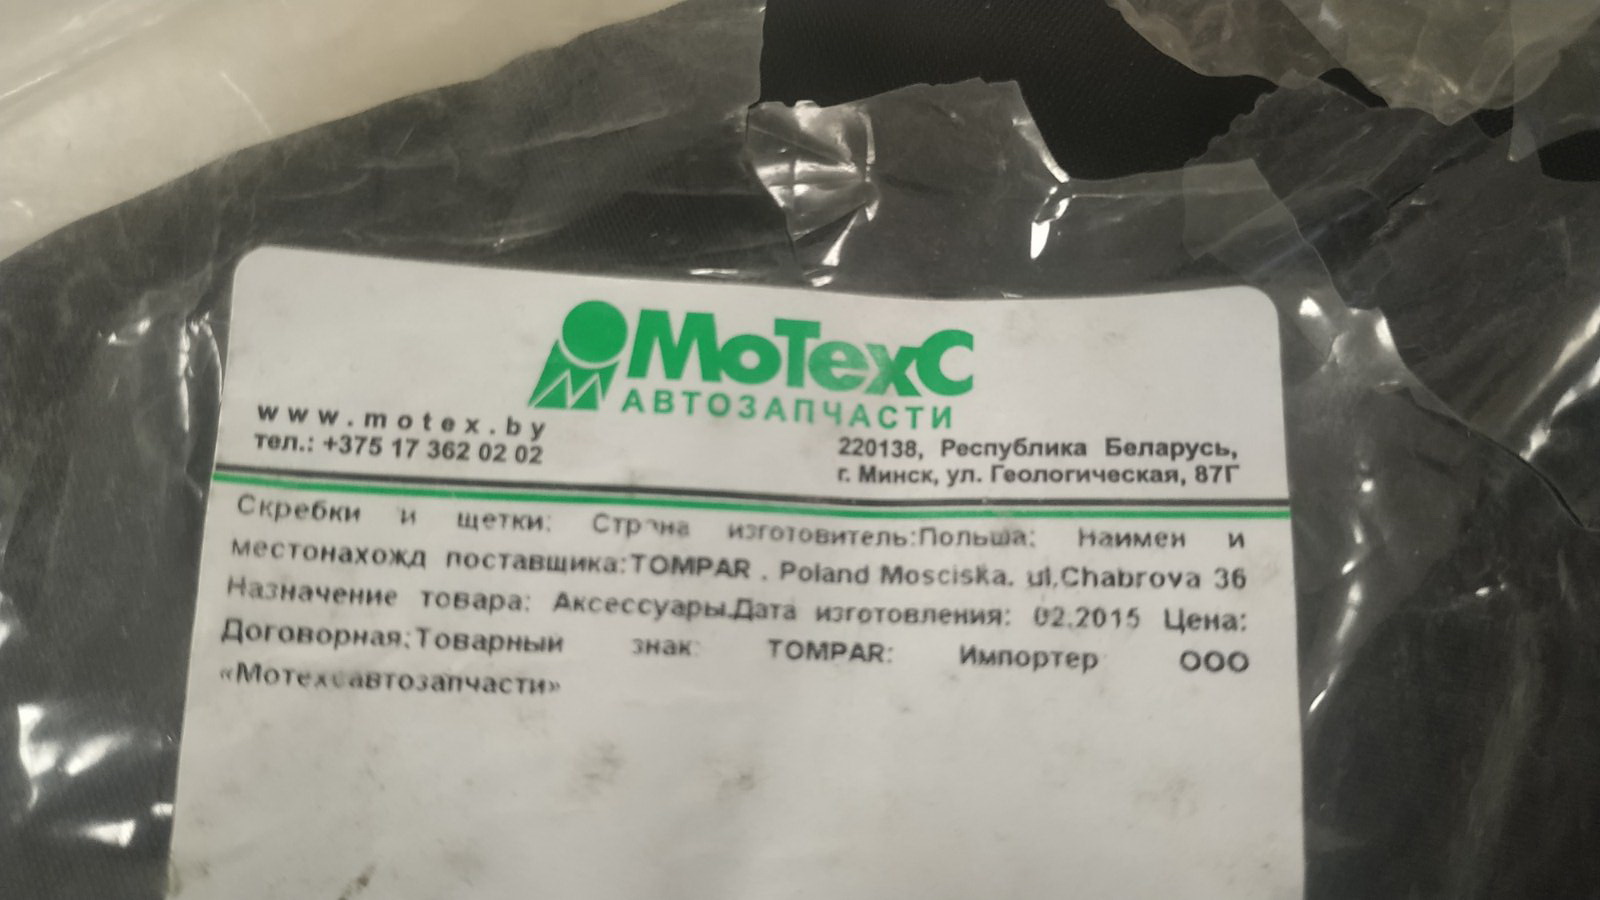 МоТехС
АВТОЗАПЧАСТИ
www.motex.by
тел.: +375 17 362 02 02
220138, Республика Беларусь,
г. Минск, ул. Геологическая, 87Г
Скребки и щетки; Страна изготовитель:Польша; Наимен и
местонахожд поставщика:TOMPAR . Poland Mosciska. ul.Chabrova 36
Назначение товара: Аксессуары.Дата изготовления: 02.2015 Цена:
Договорная;Товарный знак: TOMPAR: Импортер ООО
«Мотехсавтозапчасти»